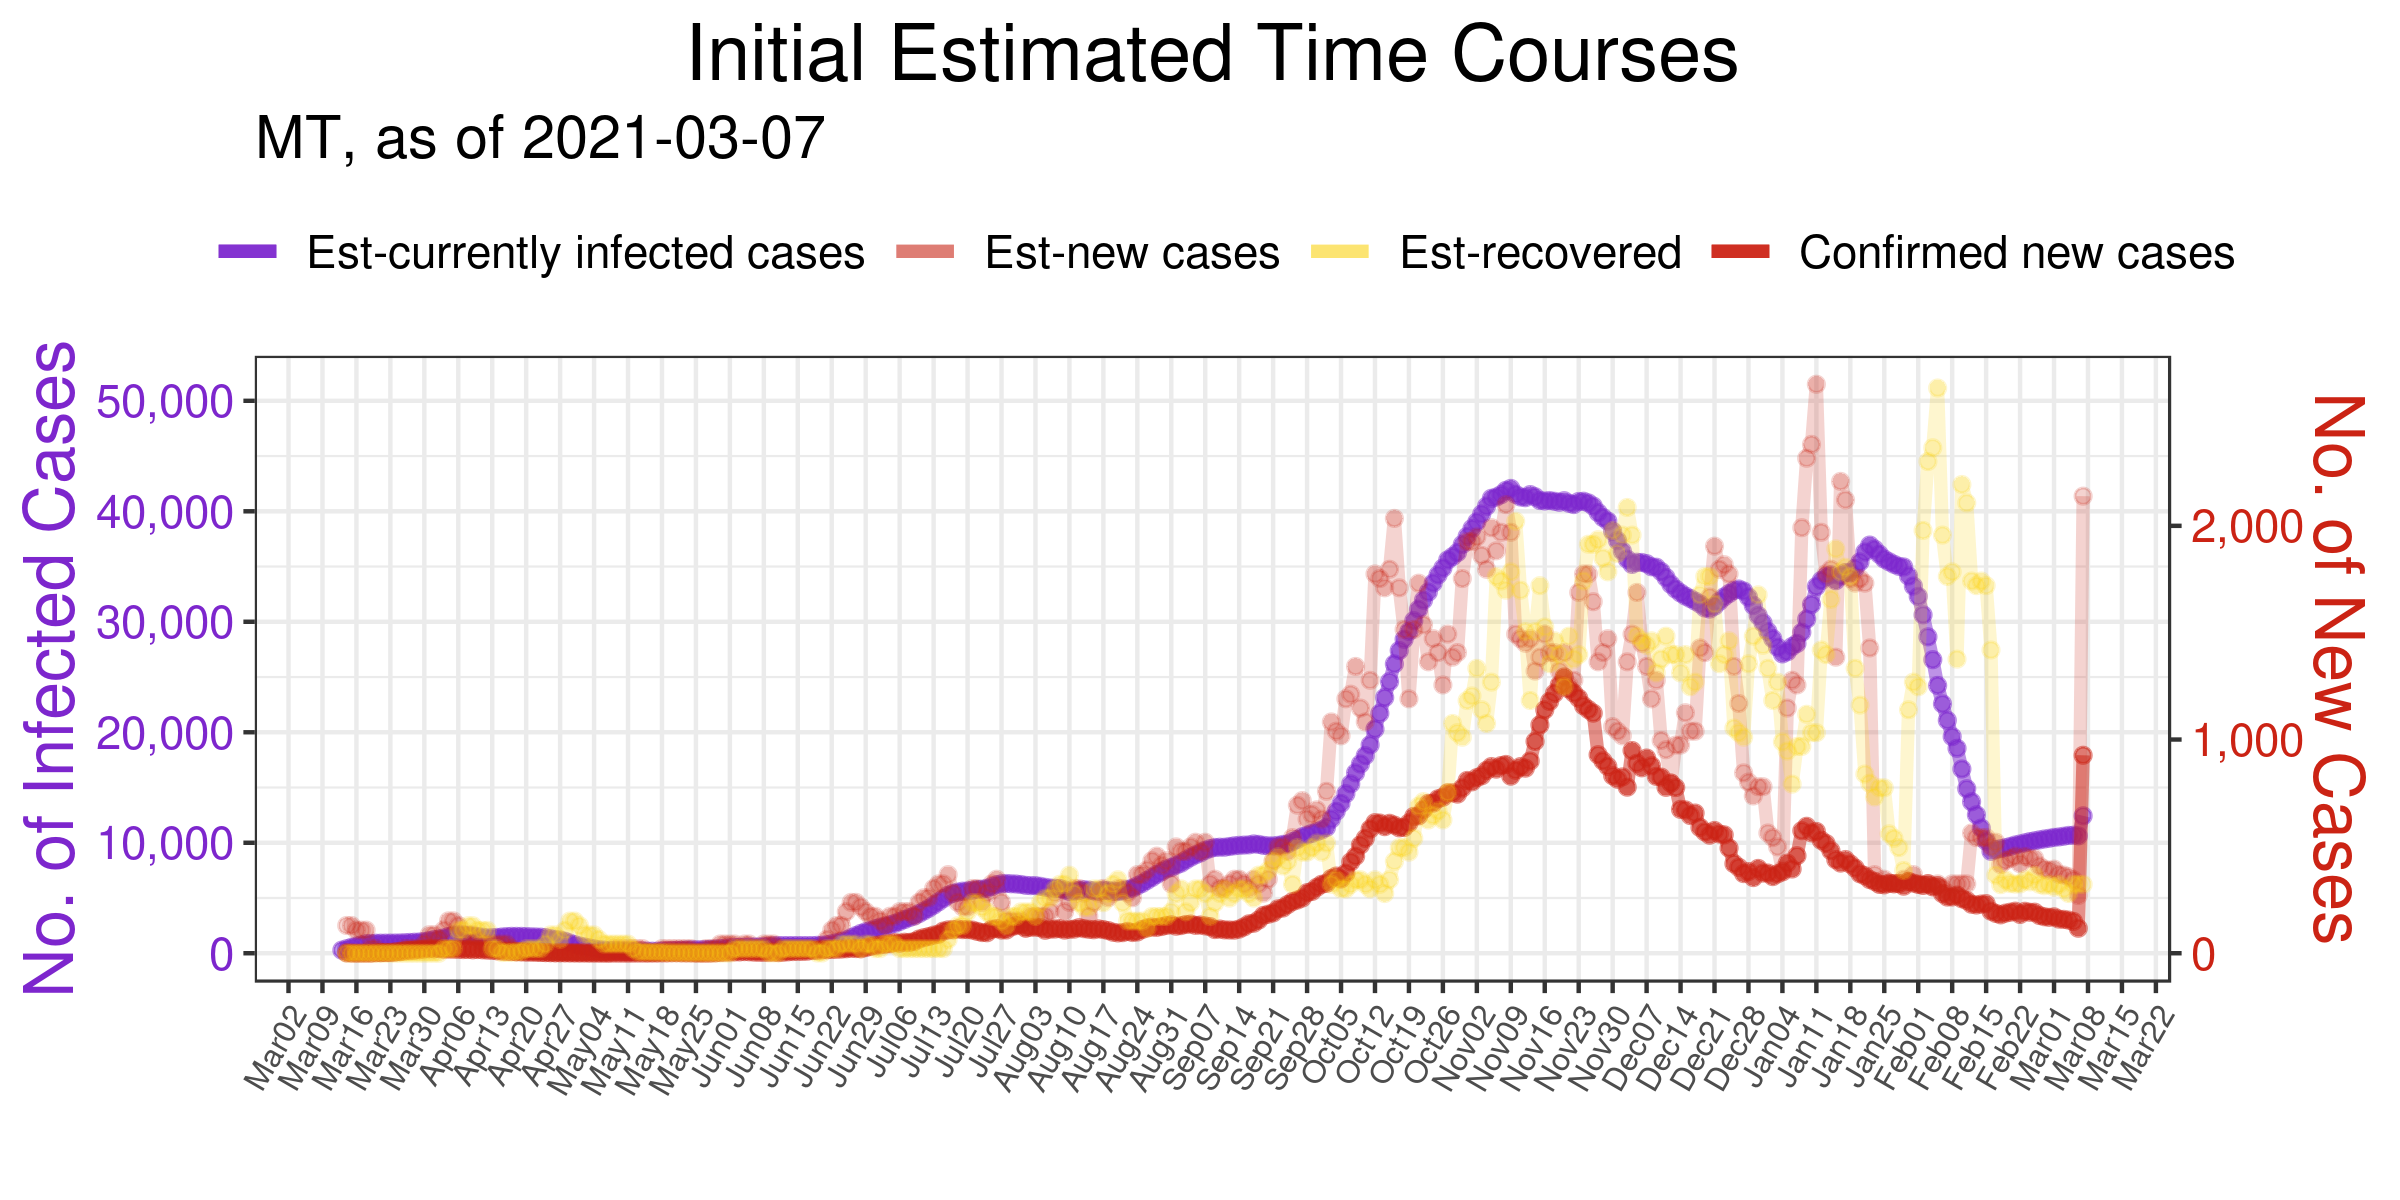 Initial Estimated Time Courses
MT, as of 2021-03-07
Est-currently infected cases
Est-new cases
Est-recovered
Confirmed new cases
No. of Infected Cases
50,000
40,000
30,000
20,000
10,000
0
No. of New Cases
2,000
1,000
0
Mar02
Mar09
Mar16
Mar23
Mar30
Apr06
Apr13
Apr20
Apr27
May04
May11
May18
May25
Jun01
Jun08
Jun15
Jun22
Jun29
Jul06
Jul13
Jul20
Jul27
Aug03
Aug10
Aug17
Aug24
Aug31
Sep07
Sep14
Sep21
Sep28
Oct05
Oct12
Oct19
Oct26
Nov02
Nov09
Nov16
Nov23
Nov30
Dec07
Dec14
Dec21
Dec28
Jan04
Jan11
Jan18
Jan25
Feb01
Feb08
Feb15
Feb22
Mar01
Mar08
Mar15
Mar22